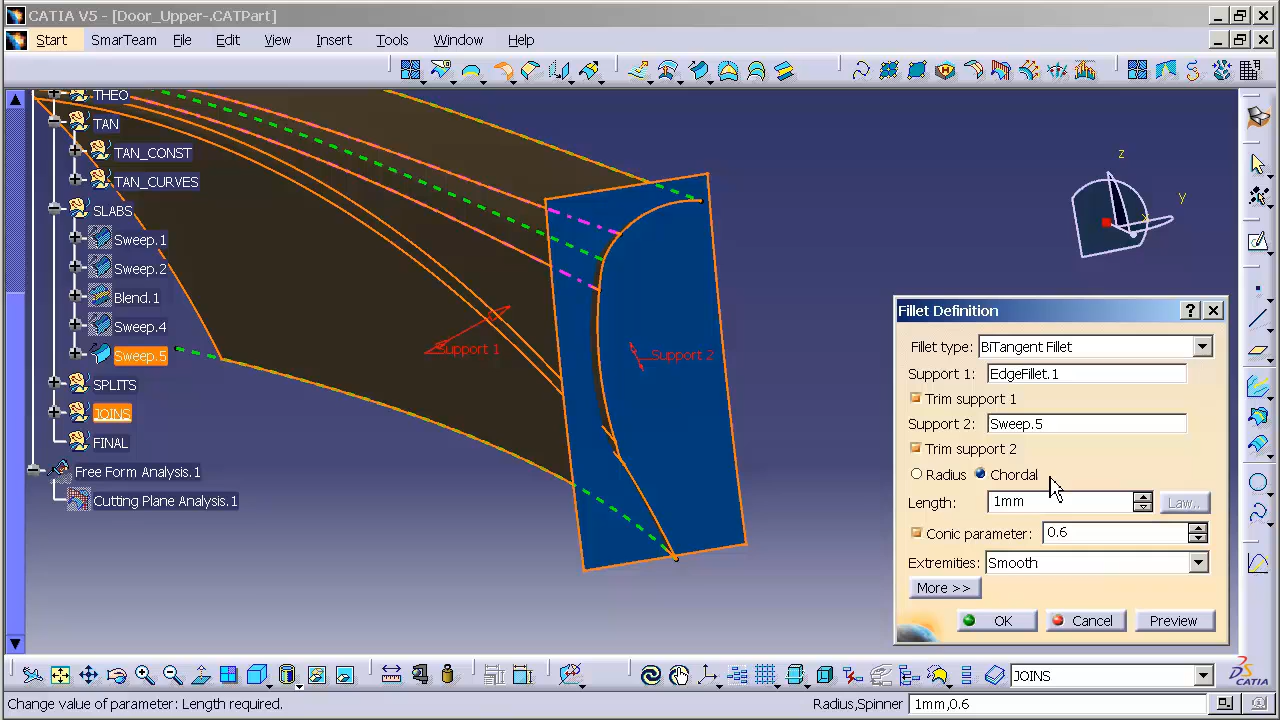 CATIA V5 - [Door_Upper-.CATPart]
Start SmarTeam File Edit View Insert Tools Window Help
THEO
TAN
TAN_CONST
TAN_CURVES
SLABS
Sweep.1
Sweep.2
Blend.1
Sweep.4
Sweep.5
SPLITS
JOINS
FINAL
Free Form Analysis.1
Cutting Plane Analysis.1
Support 1
Support 2
z
y
x
Fillet Definition
Fillet type: BiTangent Fillet
Support 1: EdgeFillet.1
Trim support 1
Support 2: Sweep.5
Trim support 2
Radius Chordal
Length: 1mm Law..
Conic parameter: 0.6
Extremities: Smooth
More >>
OK Cancel Preview
JOINS
CATIA
Change value of parameter : Length required.
Radius,Spinner 1mm,0.6